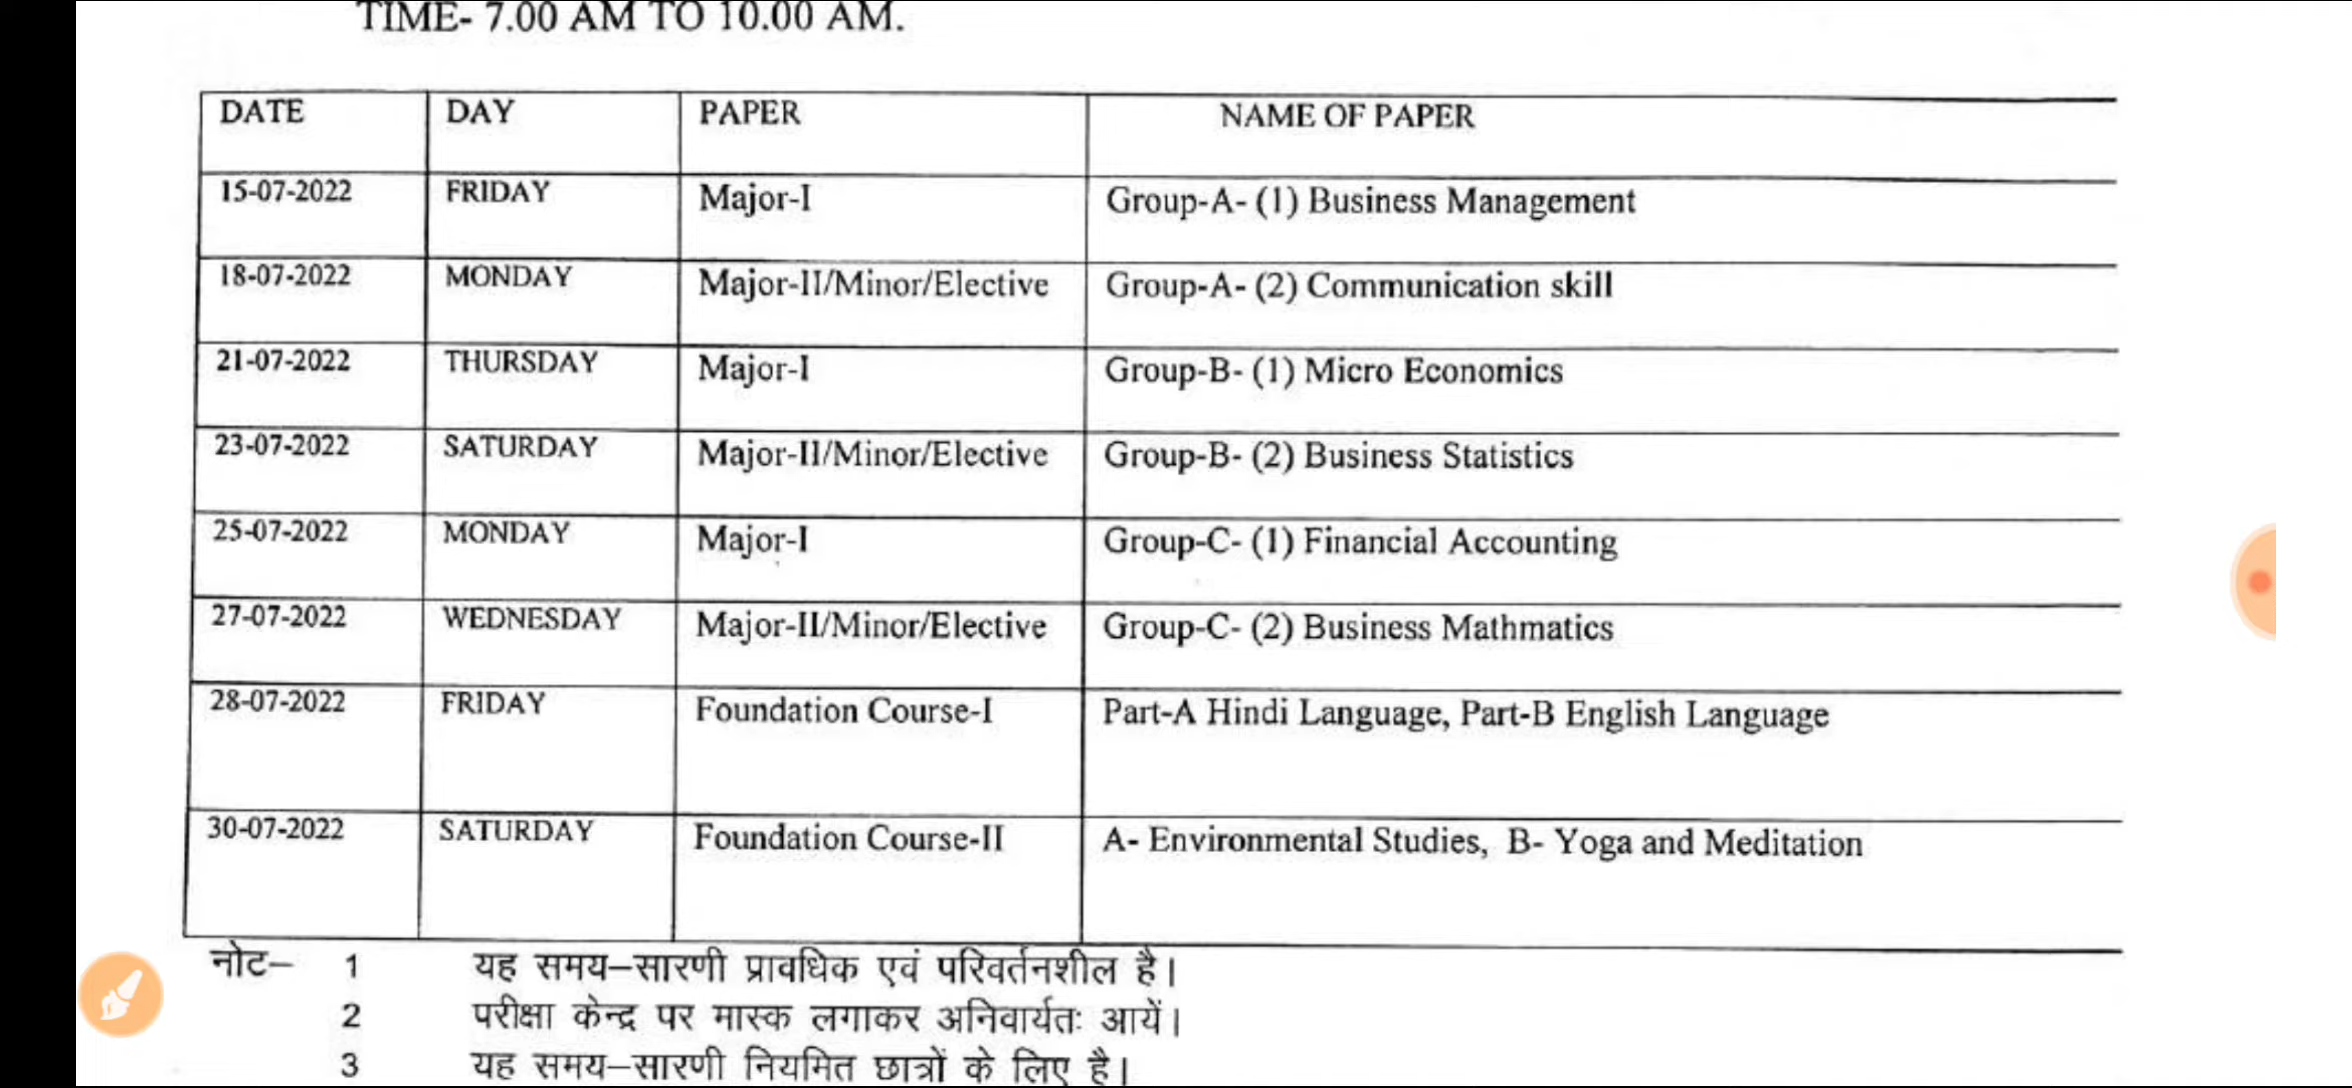 TIME- 7.00 AM TO 10.00 AM.
DATE DAY PAPER NAME OF PAPER
15-07-2022 FRIDAY Major-I Group-A- (1) Business Management
18-07-2022 MONDAY Major-II/Minor/Elective Group-A- (2) Communication skill
21-07-2022 THURSDAY Major-I Group-B- (1) Micro Economics
23-07-2022 SATURDAY Major-II/Minor/Elective Group-B- (2) Business Statistics
25-07-2022 MONDAY Major-I Group-C- (1) Financial Accounting
27-07-2022 WEDNESDAY Major-II/Minor/Elective Group-C- (2) Business Mathmatics
28-07-2022 FRIDAY Foundation Course-I Part-A Hindi Language, Part-B English Language
30-07-2022 SATURDAY Foundation Course-II A- Environmental Studies, B- Yoga and Meditation
नोट– 1 यह समय–सारणी प्रावधिक एवं परिवर्तनशील है।
2 परीक्षा केन्द्र पर मास्क लगाकर अनिवार्यतः आयें।
3 यह समय–सारणी नियमित छात्रों के लिए है।